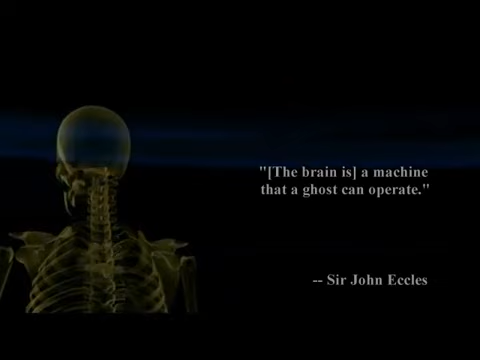 "[The brain is] a machine
that a ghost can operate."
-- Sir John Eccles